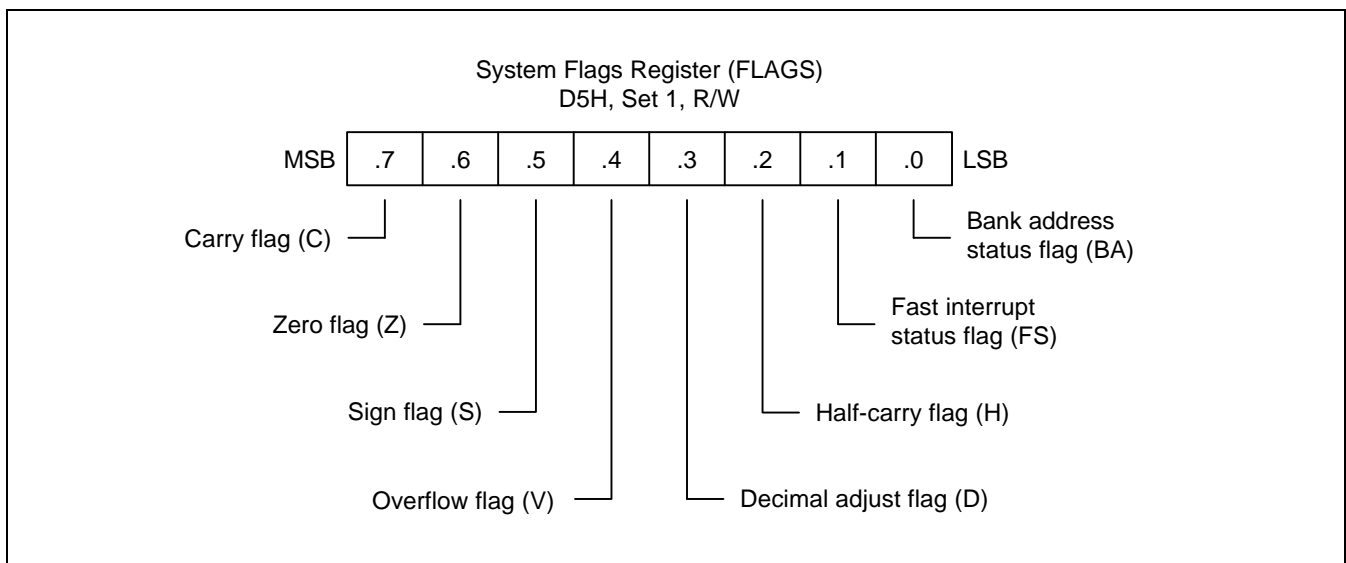 System Flags Register (FLAGS)
D5H, Set 1, R/W
MSB .7 .6 .5 .4 .3 .2 .1 .0 LSB
Carry flag (C)
Bank address
status flag (BA)
Zero flag (Z)
Fast interrupt
status flag (FS)
Sign flag (S)
Half-carry flag (H)
Overflow flag (V)
Decimal adjust flag (D)